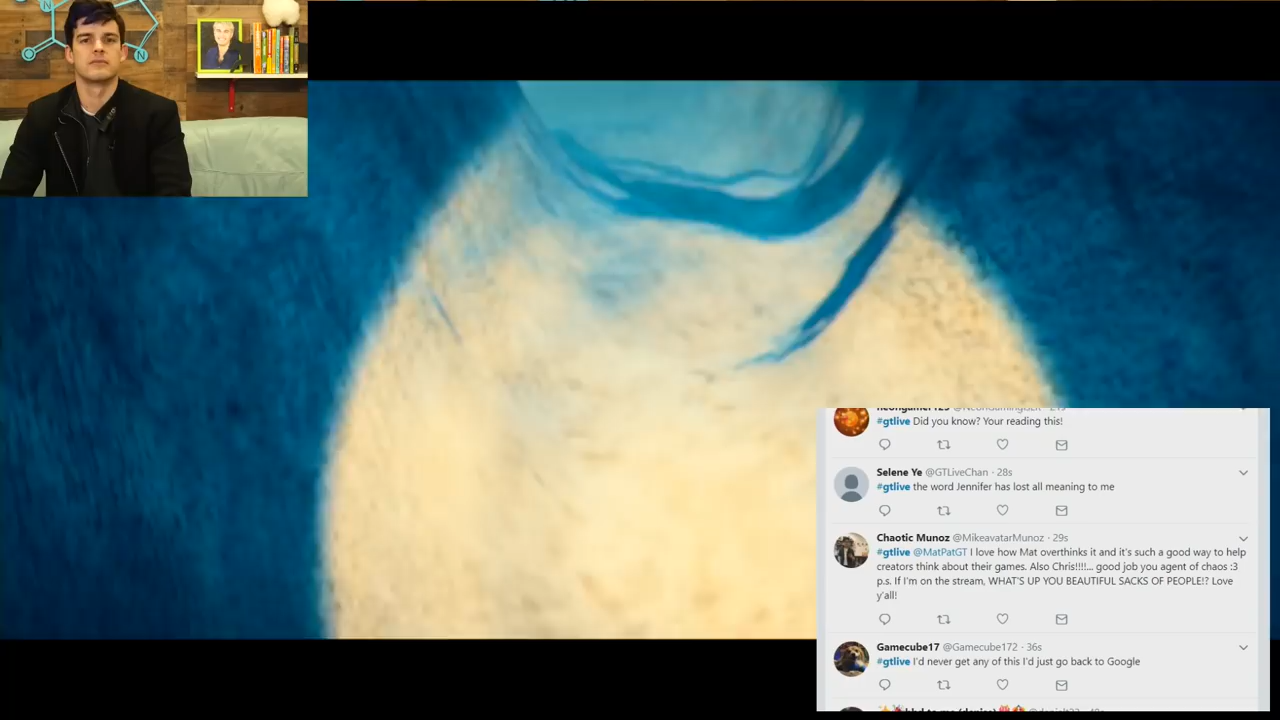 N
N
#gtlive Did you know? Your reading this!
Selene Ye @GTLiveChan · 28s
#gtlive the word Jennifer has lost all meaning to me
Chaotic Munoz @MikeavatarMunoz · 29s
#gtlive @MatPatGT I love how Mat overthinks it and it's such a good way to help
creators think about their games. Also Chris!!!!... good job you agent of chaos :3
p.s. If I'm on the stream, WHAT'S UP YOU BEAUTIFUL SACKS OF PEOPLE!? Love
y'all!
Gamecube17 @Gamecube172 · 36s
#gtlive I'd never get any of this I'd just go back to Google